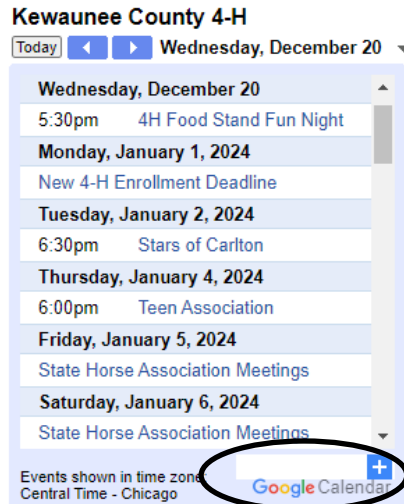 Kewaunee County 4-H
Today Wednesday, December 20
Wednesday, December 20
5:30pm 4H Food Stand Fun Night
Monday, January 1, 2024
New 4-H Enrollment Deadline
Tuesday, January 2, 2024
6:30pm Stars of Carlton
Thursday, January 4, 2024
6:00pm Teen Association
Friday, January 5, 2024
State Horse Association Meetings
Saturday, January 6, 2024
State Horse Association Meetings
Events shown in time zone:
Central Time - Chicago
+
Google Calendar